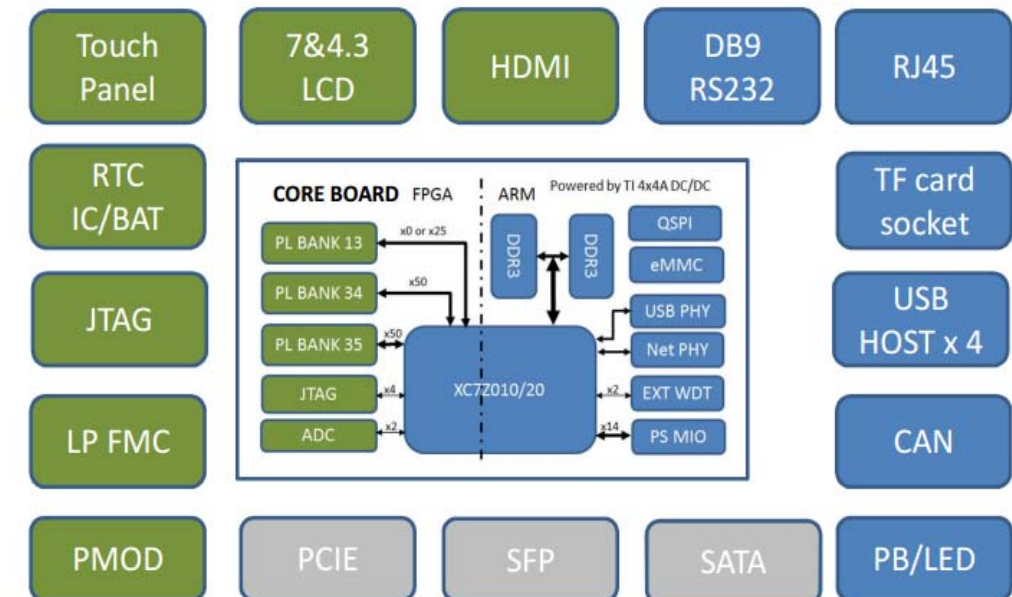 Touch
Panel
7&4.3
LCD
HDMI
DB9
RS232
RJ45
RTC
IC/BAT
CORE BOARD FPGA
ARM
Powered by TI 4x4A DC/DC
TF card
socket
PL BANK 13
x0 or x25
DDR3
DDR3
QSPI
eMMC
JTAG
PL BANK 34
x50
USB PHY
USB
HOST x 4
PL BANK 35
x50
Net PHY
JTAG
x4
XC7Z010/20
x2
EXT WDT
LP FMC
ADC
x2
x14
PS MIO
CAN
PMOD
PCIE
SFP
SATA
PB/LED